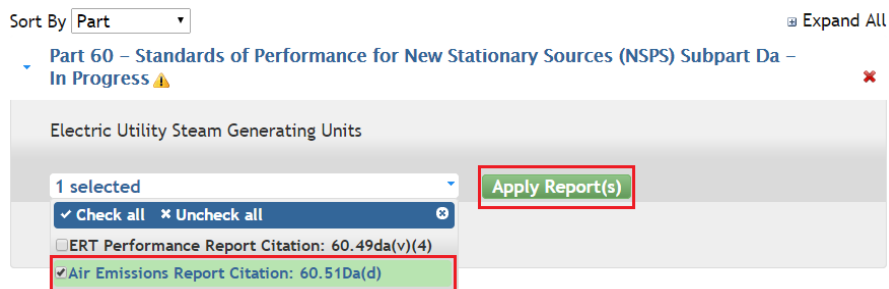 Sort By Part
Expand All
Part 60 – Standards of Performance for New Stationary Sources (NSPS) Subpart Da –
In Progress
Electric Utility Steam Generating Units
1 selected
Apply Report(s)
Check all Uncheck all
ERT Performance Report Citation: 60.49da(v)(4)
Air Emissions Report Citation: 60.51Da(d)